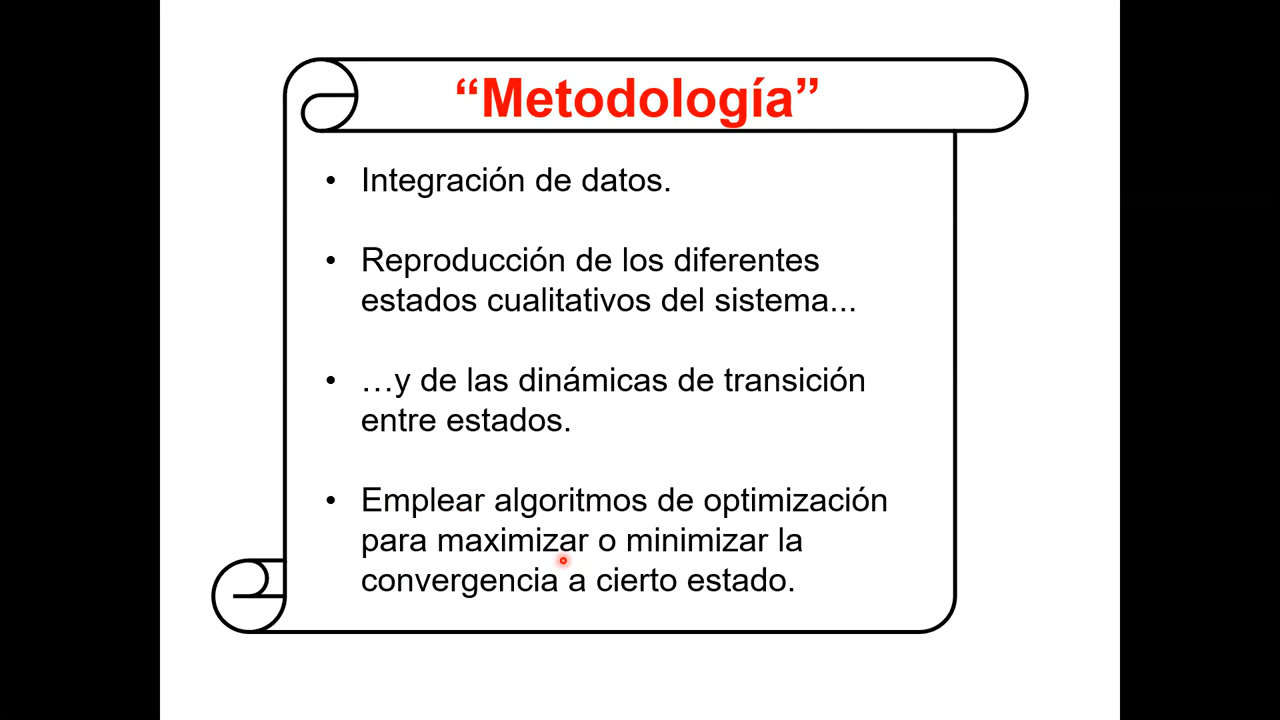 “Metodología”
• Integración de datos.
• Reproducción de los diferentes
estados cualitativos del sistema...
• …y de las dinámicas de transición
entre estados.
• Emplear algoritmos de optimización
para maximizar o minimizar la
convergencia a cierto estado.